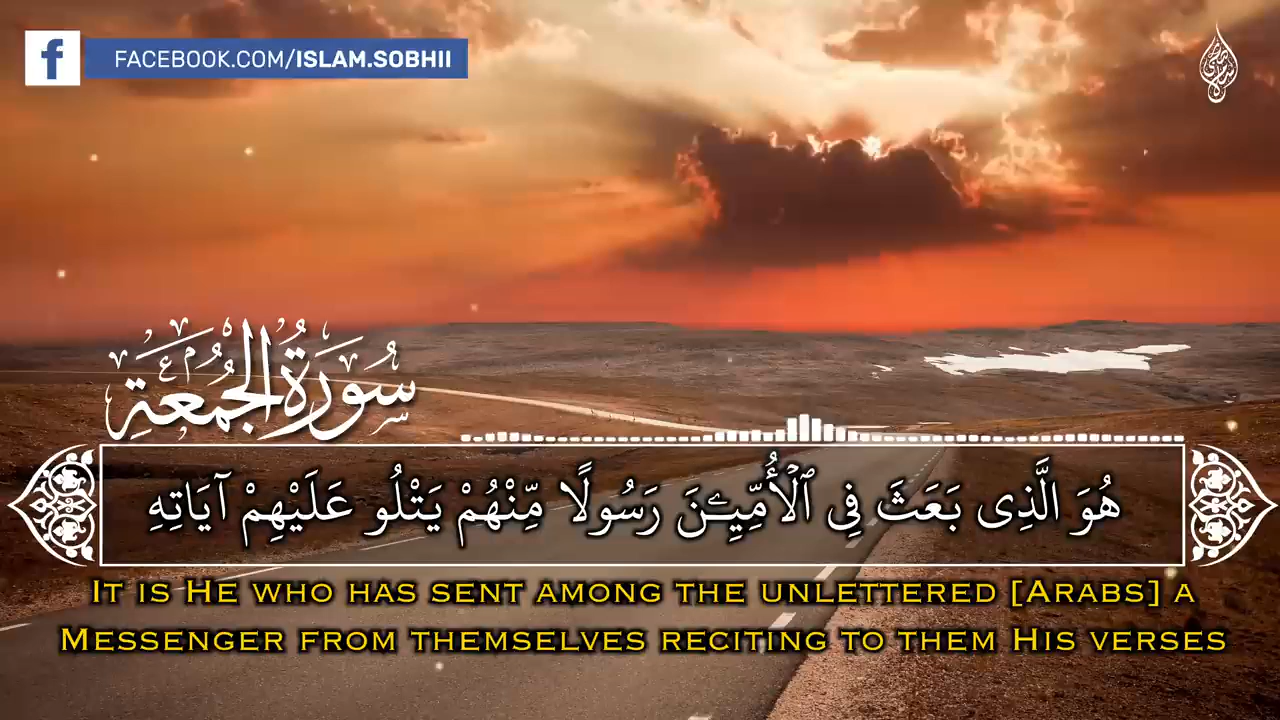 FACEBOOK.COM/ISLAM.SOBHII
سُورَةُ الجُمُعَةِ
هُوَ الَّذِى بَعَثَ فِى ٱلْأُمِّيِّـۧنَ رَسُولًا مِّنْهُمْ يَتْلُو عَلَيْهِمْ آيَاتِهِ
IT IS HE WHO HAS SENT AMONG THE UNLETTERED [ARABS] A
MESSENGER FROM THEMSELVES RECITING TO THEM HIS VERSES